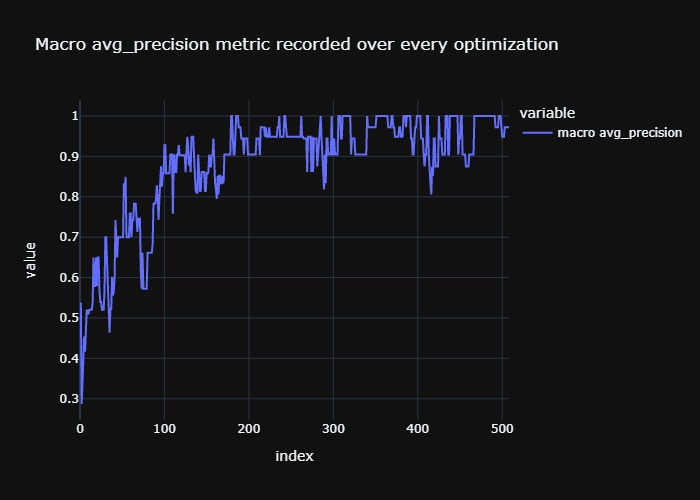 Macro avg_precision metric recorded over every optimization
variable
macro avg_precision
value
1
0.9
0.8
0.7
0.6
0.5
0.4
0.3
0 100 200 300 400 500
index